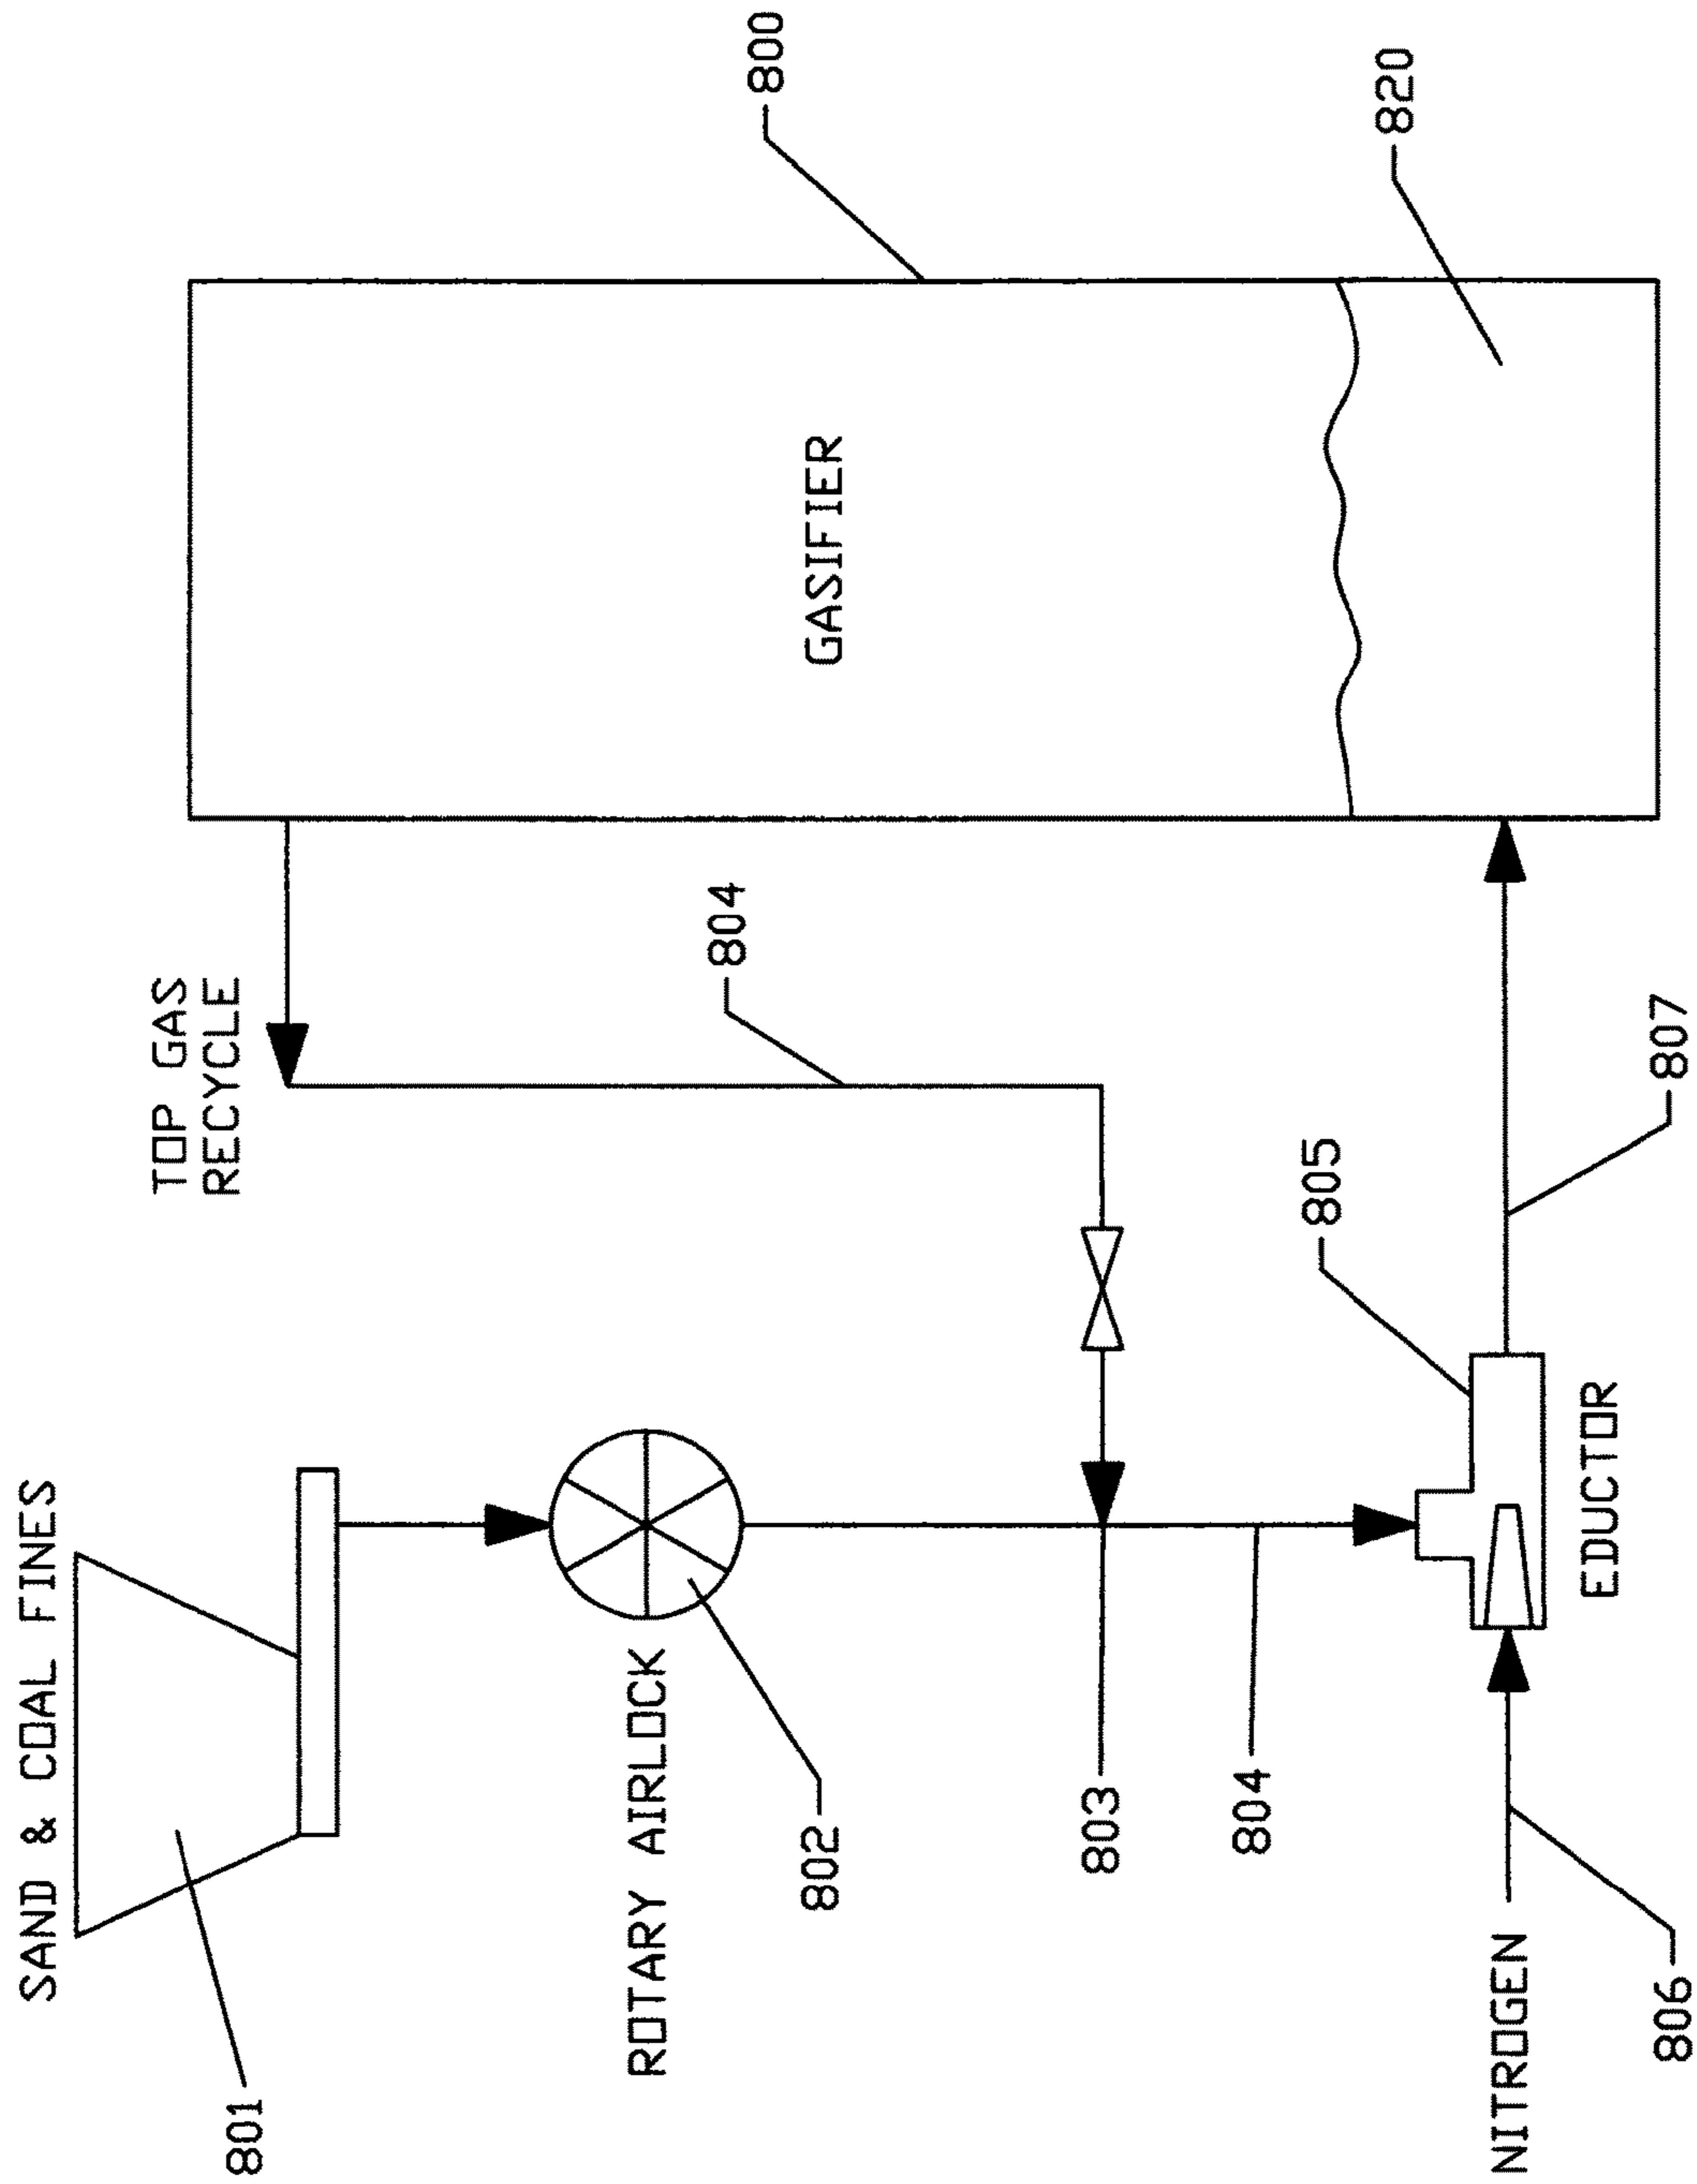 SAND & COAL FINES
801
TOP GAS
RECYCLE
ROTARY AIRLOCK
802
804
GASIFIER
800
803
804
805
820
NITROGEN
806
EDUCTOR
807